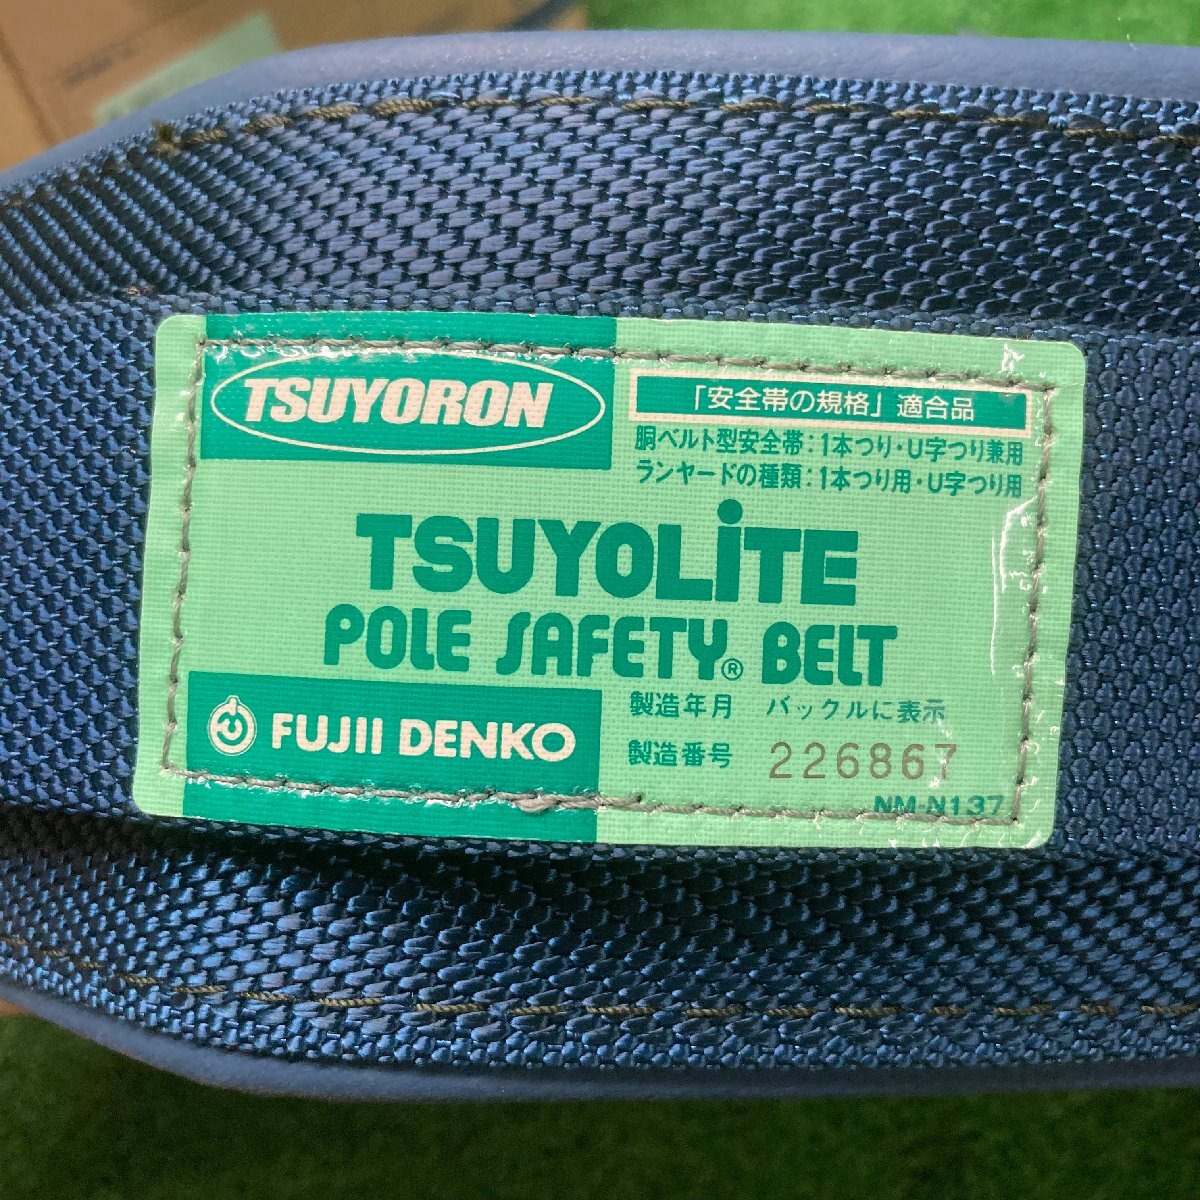 TSUYORON
「安全帯の規格」適合品
胴ベルト型安全帯：1本つり・U字つり兼用
ランヤードの種類：1本つり用・U字つり用
TSUYOLiTE
POLE SAFETY® BELT
FUJII DENKO
製造年月 バックルに表示
製造番号 226867
NM-N137